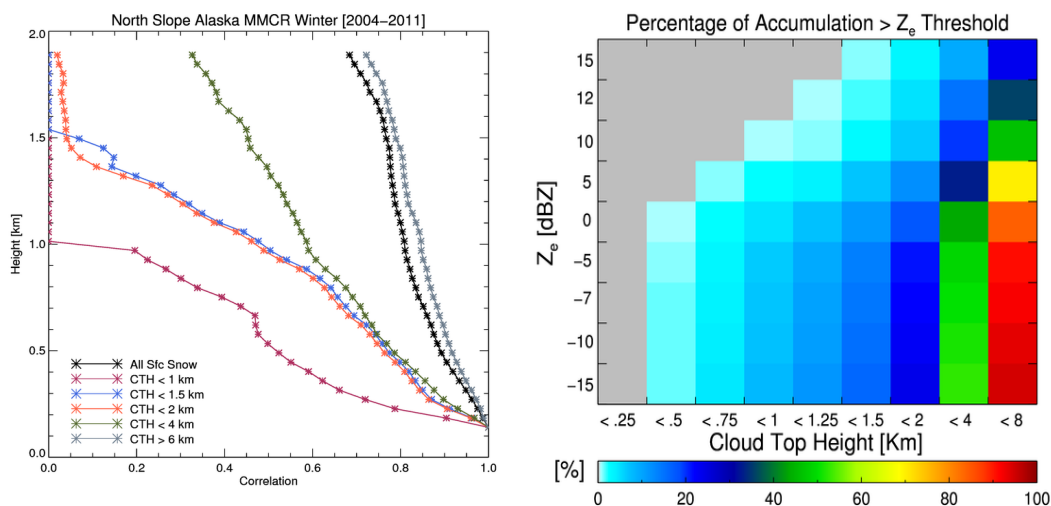 North Slope Alaska MMCR Winter [2004-2011]
2.0
1.5
1.0
0.5
0.0
Height [km]
All Sfc Snow
CTH < 1 km
CTH < 1.5 km
CTH < 2 km
CTH < 4 km
CTH > 6 km
0.0 0.2 0.4 0.6 0.8 1.0
Correlation
Percentage of Accumulation > Ze Threshold
15
12
10
5
0
-5
-7
-10
-15
Ze [dBZ]
< .25 < .5 < .75 < 1 < 1.25 < 1.5 < 2 < 4 < 8
Cloud Top Height [Km]
[%]
0 20 40 60 80 100